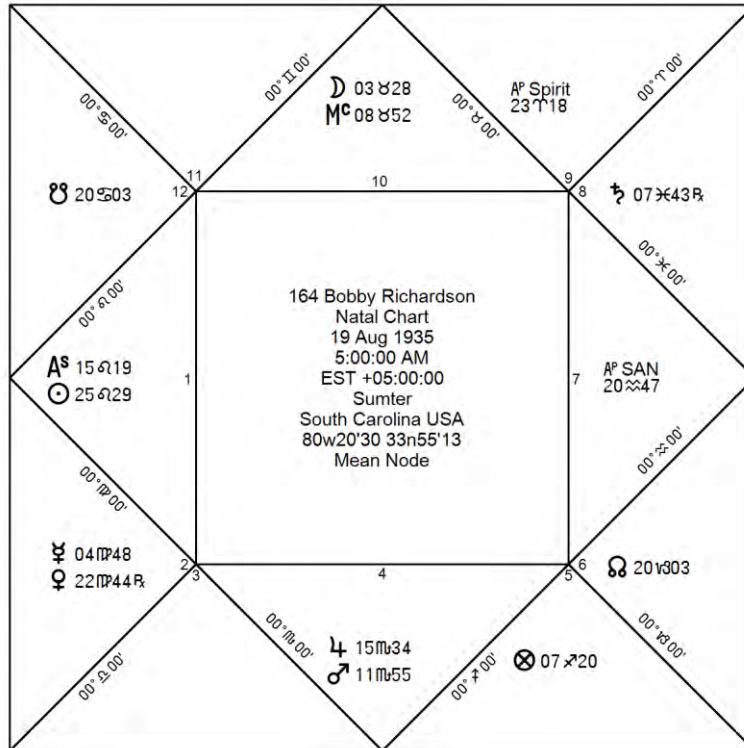 00°♊00'
☽ 03♉28
Mᶜ 08♉52
00°♉00'
Aᴾ Spirit
23♈18
00°♈00'
00°♋00'
11
12
10
9
8
☋ 20♋03
♄ 07♓43℞
00°♌00'
00°♓00'
164 Bobby Richardson
Natal Chart
19 Aug 1935
5:00:00 AM
EST +05:00:00
Sumter
South Carolina USA
80w20'30 33n55'13
Mean Node
Aˢ 15♌19
☉ 25♌29
1
7
Aᴾ SAN
20♒47
00°♍00'
00°♒00'
☿ 04♍48
♀ 22♍44℞
2
3
4
5
6
☊ 20♑03
00°♎00'
00°♏00'
♃ 15♏34
♂ 11♏55
00°♐00'
⊗ 07♐20
00°♑00'